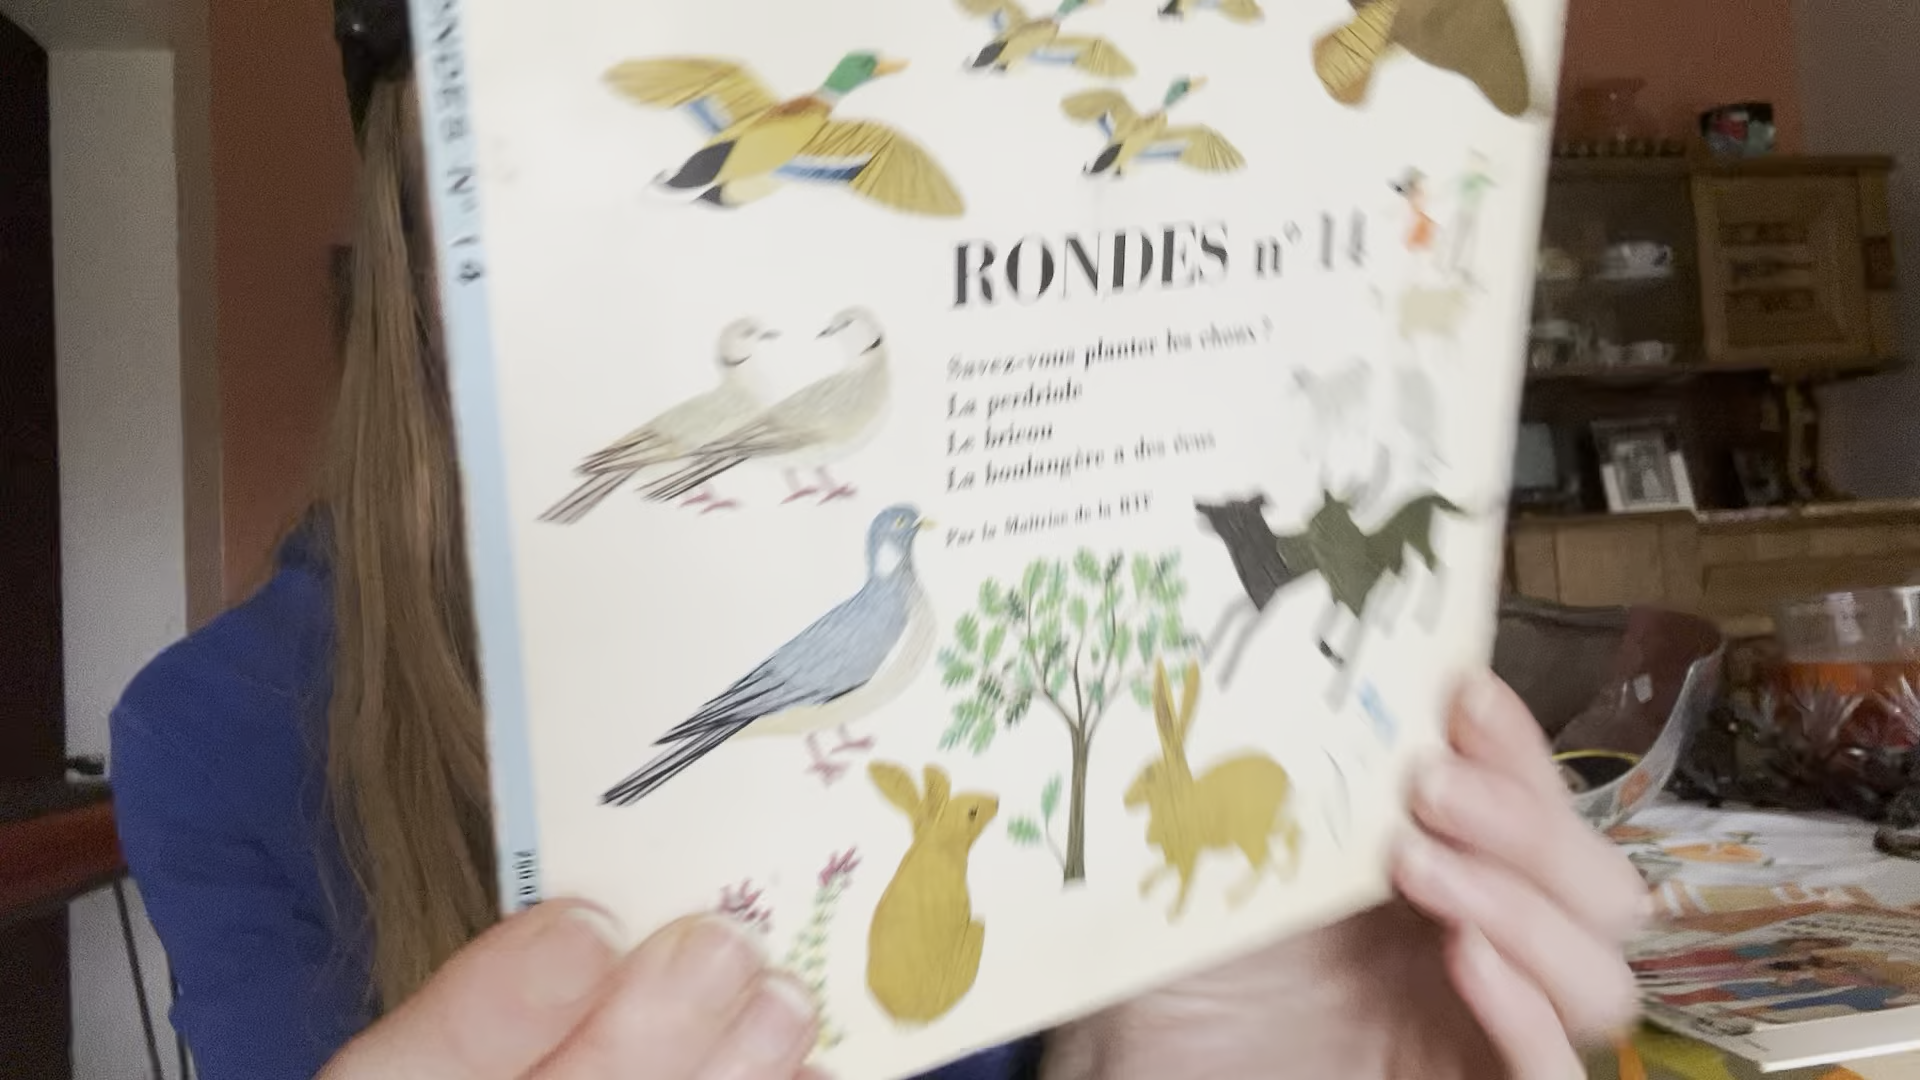 RONDES N° 14
RONDES n° 14
Savez-vous planter les choux ?
La perdriole
Le bricou
La boulangère a des écus
Par la Maîtrise de la RTF